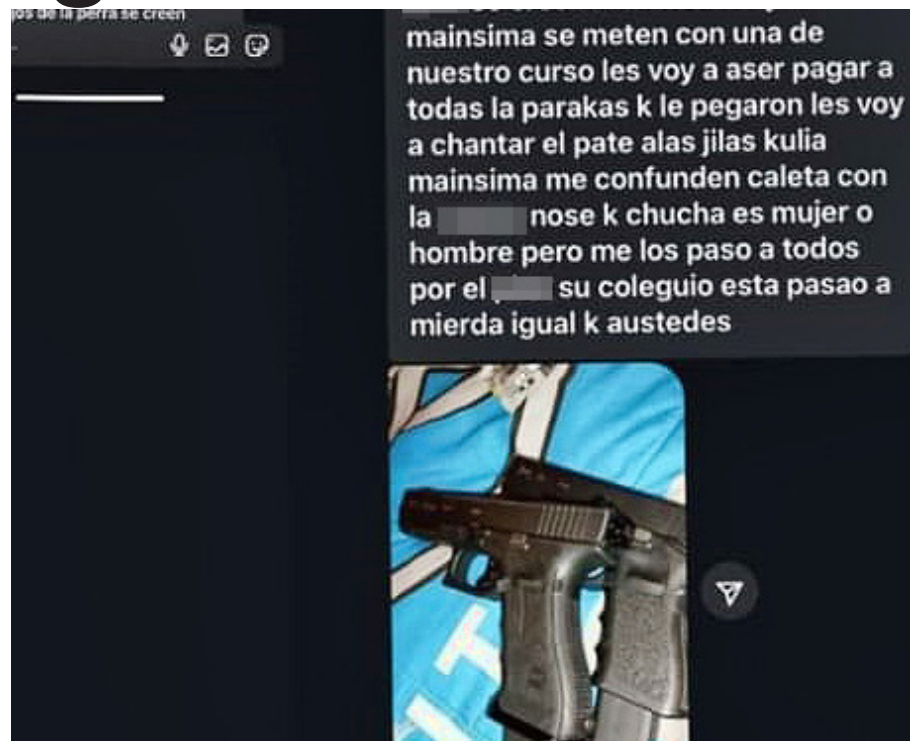 gos de la perra se creen
mainsima se meten con una de
nuestro curso les voy a aser pagar a
todas la parakas k le pegaron les voy
a chantar el pate alas jilas kulia
mainsima me confunden caleta con
la nose k chucha es mujer o
hombre pero me los paso a todos
por el su coleguio esta pasao a
mierda igual k austedes